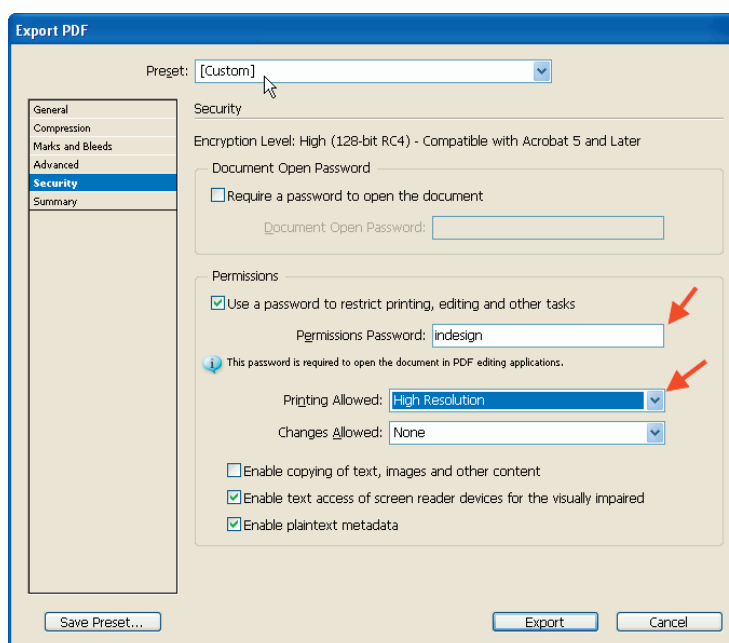 Export PDF
Preset: [Custom]
General
Compression
Marks and Bleeds
Advanced
Security
Summary
Security
Encryption Level: High (128-bit RC4) - Compatible with Acrobat 5 and Later
Document Open Password
Require a password to open the document
Document Open Password:
Permissions
Use a password to restrict printing, editing and other tasks
Permissions Password: indesign
This password is required to open the document in PDF editing applications.
Printing Allowed: High Resolution
Changes Allowed: None
Enable copying of text, images and other content
Enable text access of screen reader devices for the visually impaired
Enable plaintext metadata
Save Preset... Export Cancel